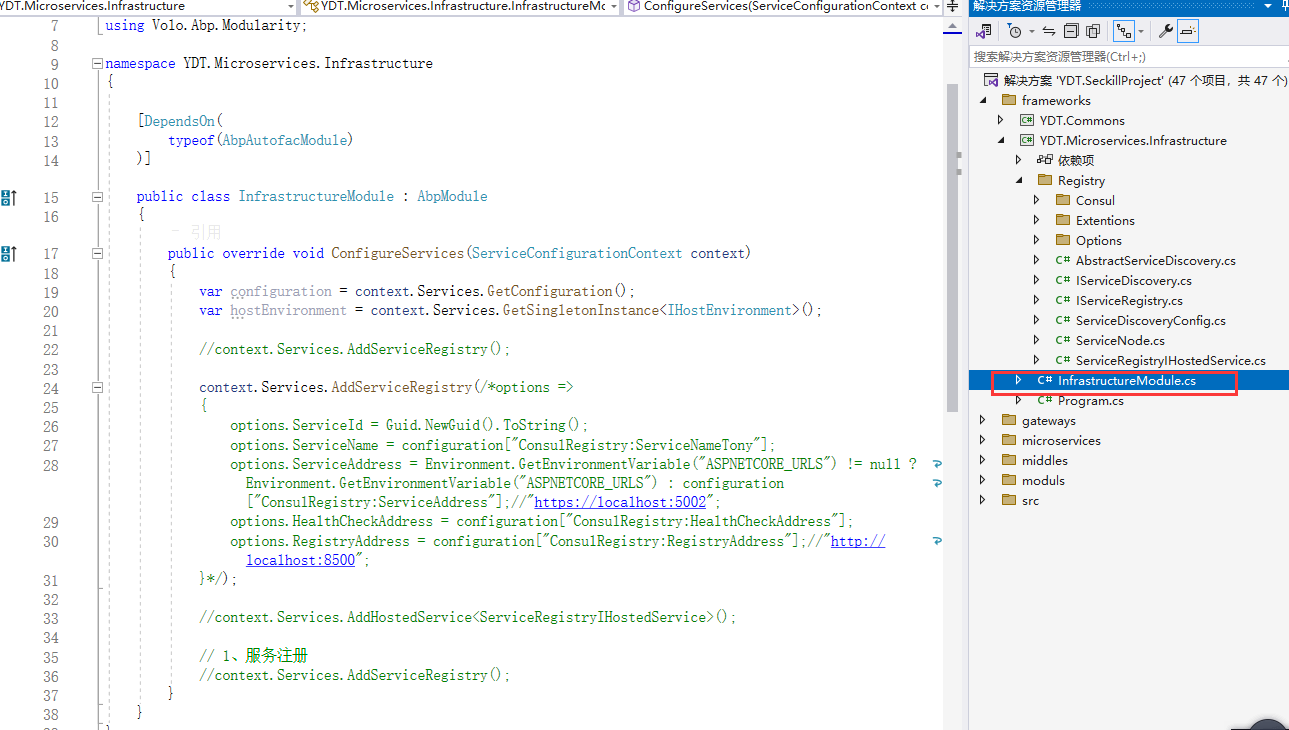 YDT.Microservices.Infrastructure
YDT.Microservices.Infrastructure.InfrastructureMo
ConfigureServices(ServiceConfigurationContext co
7 using Volo.Abp.Modularity;
8
9 namespace YDT.Microservices.Infrastructure
10 {
11
12 [DependsOn(
13 typeof(AbpAutofacModule)
14 )]
15 public class InfrastructureModule : AbpModule
16 {
引用
17 public override void ConfigureServices(ServiceConfigurationContext context)
18 {
19 var configuration = context.Services.GetConfiguration();
20 var hostEnvironment = context.Services.GetSingletonInstance<IHostEnvironment>();
21
22 //context.Services.AddServiceRegistry();
23
24 context.Services.AddServiceRegistry(/*options =>
25 {
26 options.ServiceId = Guid.NewGuid().ToString();
27 options.ServiceName = configuration["ConsulRegistry:ServiceNameTony"];
28 options.ServiceAddress = Environment.GetEnvironmentVariable("ASPNETCORE_URLS") != null ?
Environment.GetEnvironmentVariable("ASPNETCORE_URLS") : configuration
["ConsulRegistry:ServiceAddress"];//"https://localhost:5002";
29 options.HealthCheckAddress = configuration["ConsulRegistry:HealthCheckAddress"];
30 options.RegistryAddress = configuration["ConsulRegistry:RegistryAddress"];//"http://
localhost:8500";
31 }*/);
32
33 //context.Services.AddHostedService<ServiceRegistryIHostedService>();
34
35 // 1、服务注册
36 //context.Services.AddServiceRegistry();
37 }
38 }
解决方案资源管理器
搜索解决方案资源管理器(Ctrl+;)
解决方案 'YDT.SeckillProject' (47 个项目，共 47 个)
frameworks
C# YDT.Commons
C# YDT.Microservices.Infrastructure
依赖项
Registry
Consul
Extentions
Options
C# AbstractServiceDiscovery.cs
C# IServiceDiscovery.cs
C# IServiceRegistry.cs
C# ServiceDiscoveryConfig.cs
C# ServiceNode.cs
C# ServiceRegistryIHostedService.cs
C# InfrastructureModule.cs
C# Program.cs
gateways
microservices
middles
moduls
src